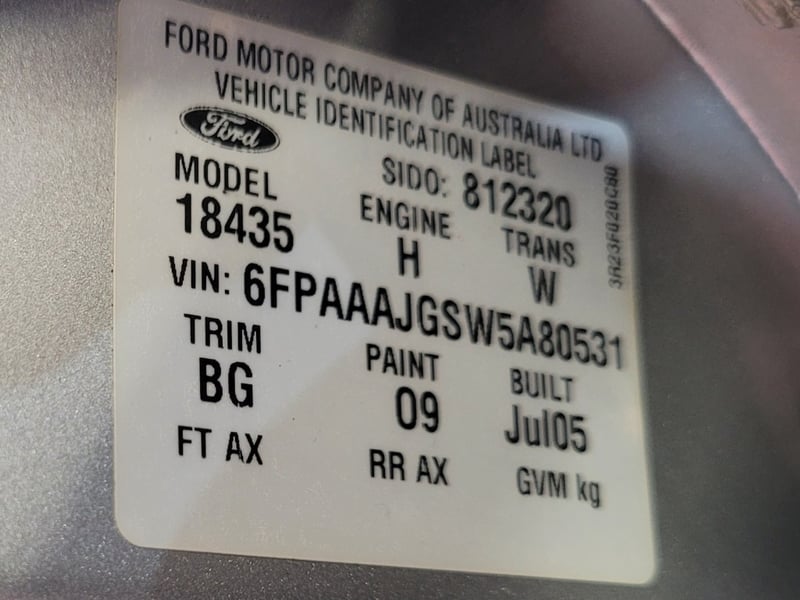 FORD MOTOR COMPANY OF AUSTRALIA LTD
VEHICLE IDENTIFICATION LABEL
Ford
SIDO: 812320
MODEL ENGINE TRANS
18435 H W
VIN: 6FPAAAJGSW5A80531
TRIM PAINT BUILT
BG 09 Jul05
FT AX RR AX GVM kg
3R23F020C80